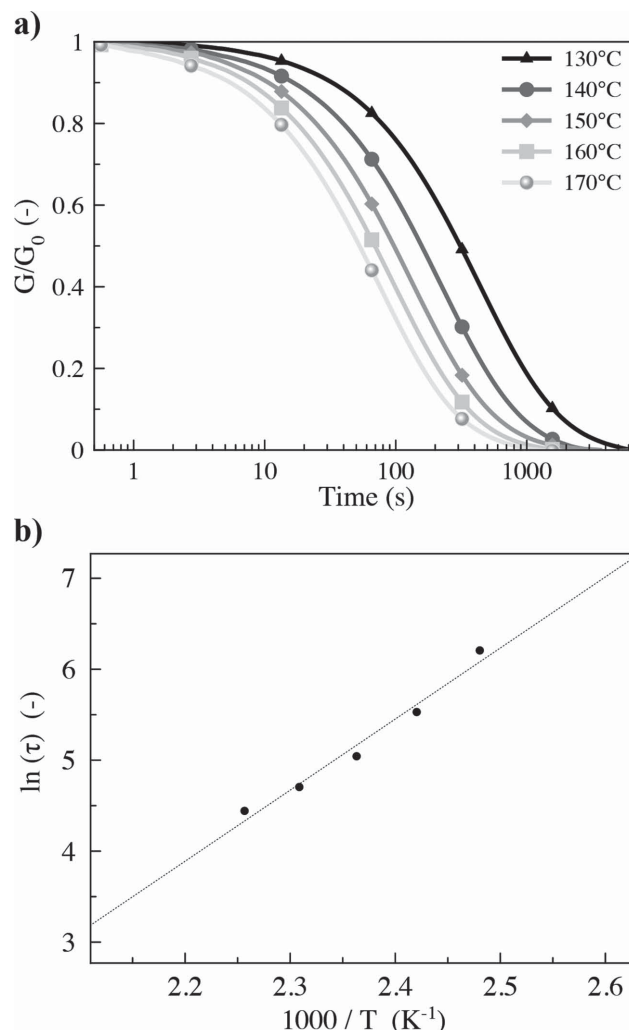 a)
1
0.8
0.6
0.4
0.2
0
G/G₀ (-)
130°C
140°C
150°C
160°C
170°C
1
10
100
1000
Time (s)
b)
7
6
5
4
3
ln (τ) (-)
2.2
2.3
2.4
2.5
2.6
1000 / T (K⁻¹)